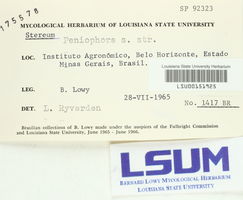 175578
SP 92323
MYCOLOGICAL HERBARIUM OF LOUISIANA STATE UNIVERSITY
Stereum
Peniophora s. str.
LOC. Instituto Agronômico, Belo Horizonte, Estado
Minas Gerais, Brasil.
Louisiana State University Herbarium
LSU00151925
LEG. B. Lowy
28-VII-1965
No. 1417 BR
DET. L. Ryvarden
Brazilian collections of B. Lowy made under the auspices of the Fulbright Commission
and Louisiana State University, June 1965 - June 1966.
LSUM
BERNARD LOWY MYCOLOGICAL HERBARIUM
LOUISIANA STATE UNIVERSITY